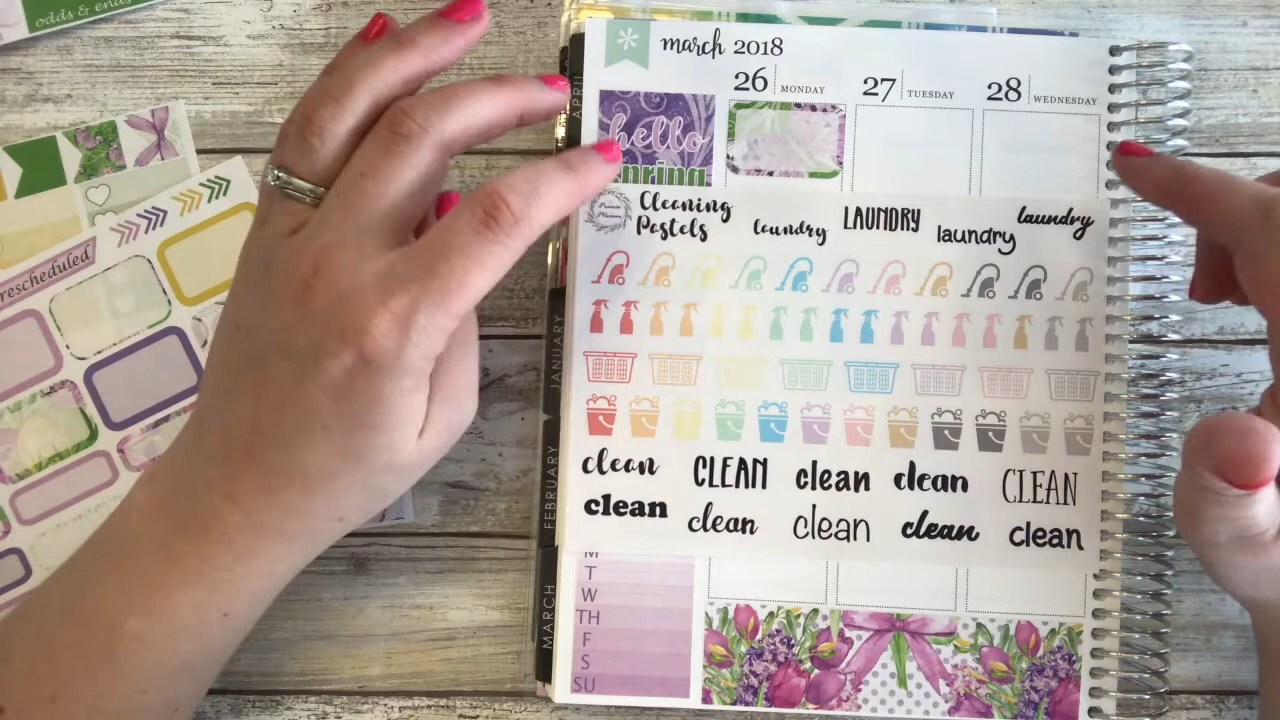 odds & ends
march 2018
26 MONDAY
27 TUESDAY
28 WEDNESDAY
hello
spring
APRIL
Cleaning
Pastels
laundry LAUNDRY laundry laundry
rescheduled
JANUARY
clean CLEAN clean clean CLEAN
clean clean clean clean clean
FEBRUARY
M
T
W
TH
F
S
SU
MARCH